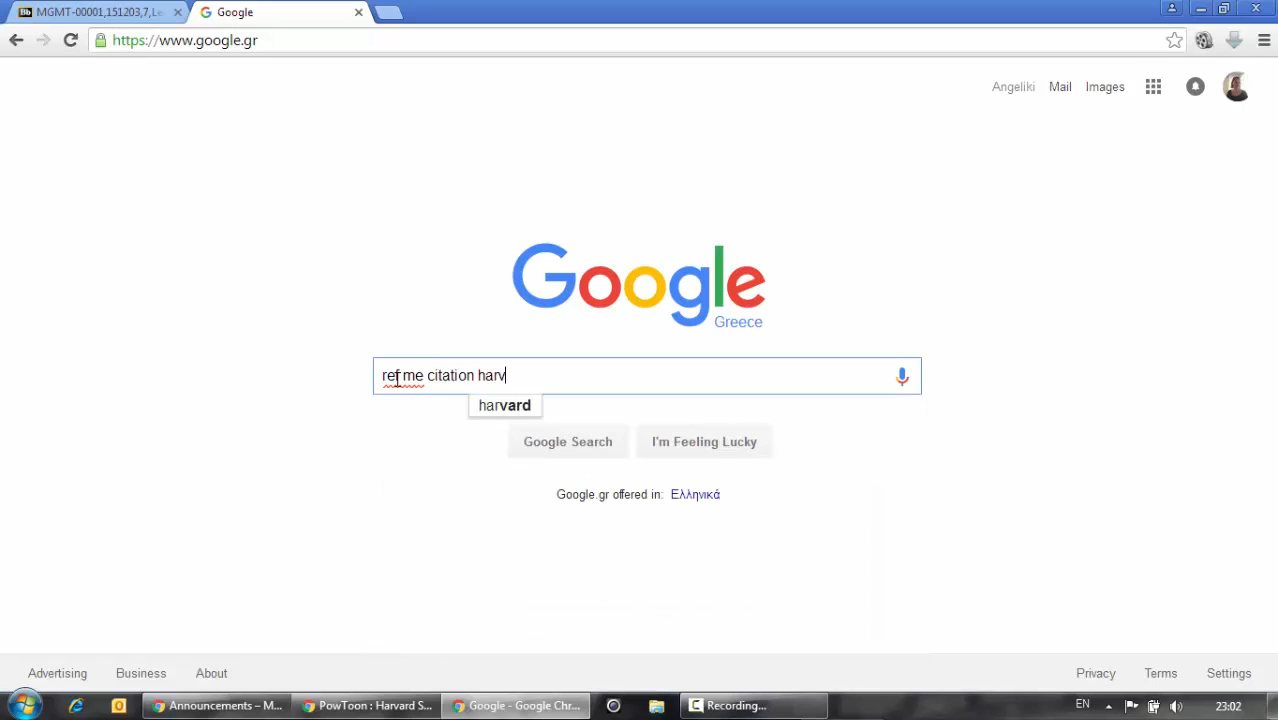 MGMT-00001,151203,7,Le
Google
https://www.google.gr
Angeliki Mail Images
Google
Greece
ref me citation harv
harvard
Google Search I'm Feeling Lucky
Google.gr offered in: Ελληνικά
Advertising Business About Privacy Terms Settings
Announcements – M... PowToon : Harvard S... Google - Google Chr... Recording... EN 23:02